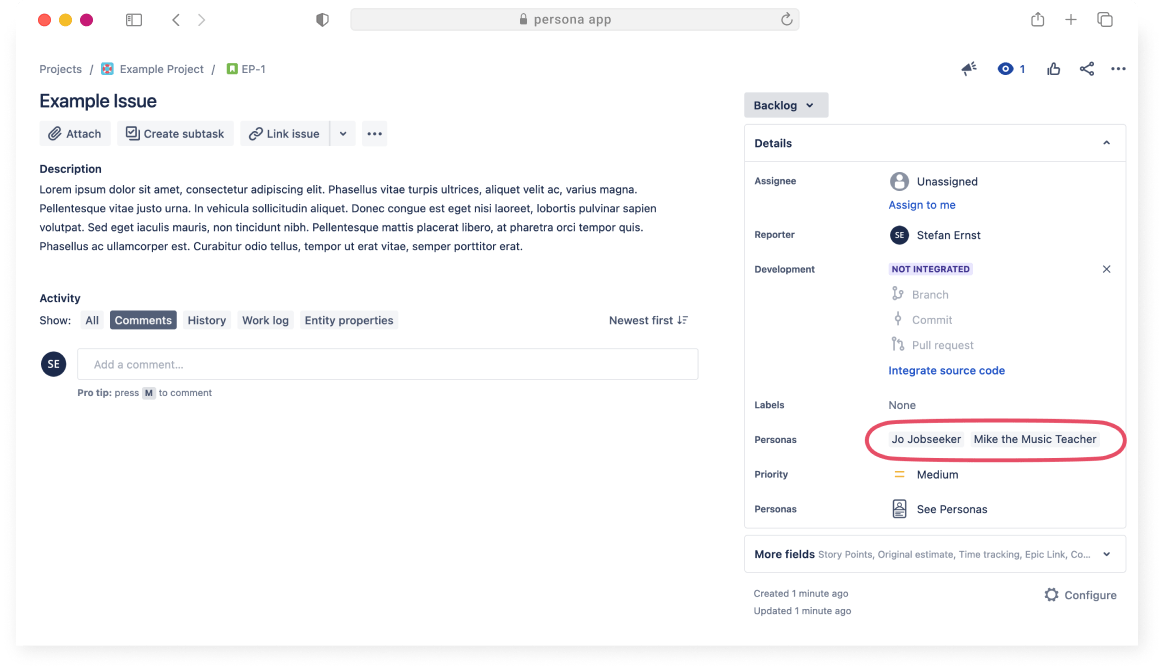 persona app
Projects / Example Project / EP-1
1
Example Issue
Attach
Create subtask
Link issue
Description
Lorem ipsum dolor sit amet, consectetur adipiscing elit. Phasellus vitae turpis ultrices, aliquet velit ac, varius magna.
Pellentesque vitae justo urna. In vehicula sollicitudin aliquet. Donec congue est eget nisi laoreet, lobortis pulvinar sapien
volutpat. Sed eget iaculis mauris, non tincidunt nibh. Pellentesque mattis placerat libero, at pharetra orci tempor quis.
Phasellus ac ullamcorper est. Curabitur odio tellus, tempor ut erat vitae, semper porttitor erat.
Activity
Show: All Comments History Work log Entity properties Newest first
SE Add a comment...
Pro tip: press M to comment
Backlog
Details
Assignee Unassigned
Assign to me
Reporter SE Stefan Ernst
Development NOT INTEGRATED
Branch
Commit
Pull request
Integrate source code
Labels None
Personas Jo Jobseeker Mike the Music Teacher
Priority Medium
Personas See Personas
More fields Story Points, Original estimate, Time tracking, Epic Link, Co...
Created 1 minute ago
Configure
Updated 1 minute ago